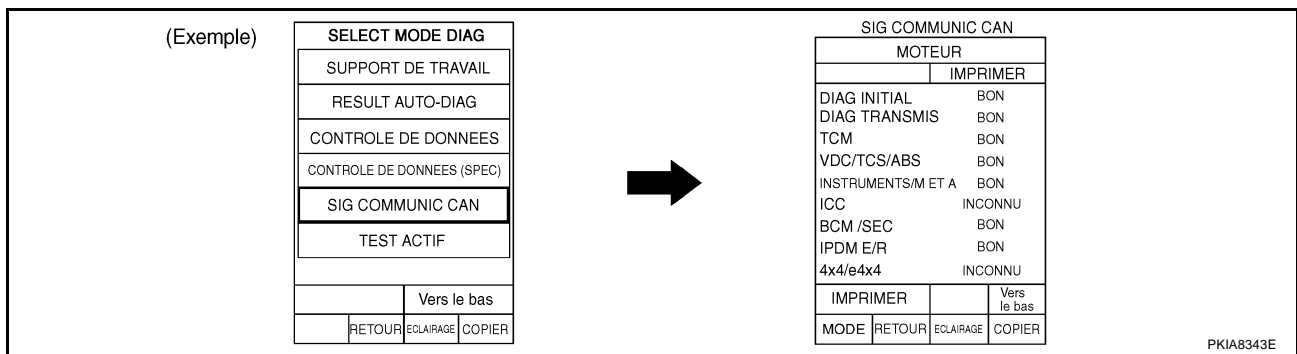 (Exemple)
SELECT MODE DIAG
SUPPORT DE TRAVAIL
RESULT AUTO-DIAG
CONTROLE DE DONNEES
CONTROLE DE DONNEES (SPEC)
SIG COMMUNIC CAN
TEST ACTIF
Vers le bas
RETOUR ECLAIRAGE COPIER
SIG COMMUNIC CAN
MOTEUR
IMPRIMER
DIAG INITIAL BON
DIAG TRANSMIS BON
TCM BON
VDC/TCS/ABS BON
INSTRUMENTS/M ET A BON
ICC INCONNU
BCM /SEC BON
IPDM E/R BON
4x4/e4x4 INCONNU
IMPRIMER Vers
le bas
MODE RETOUR ECLAIRAGE COPIER
PKIA8343E